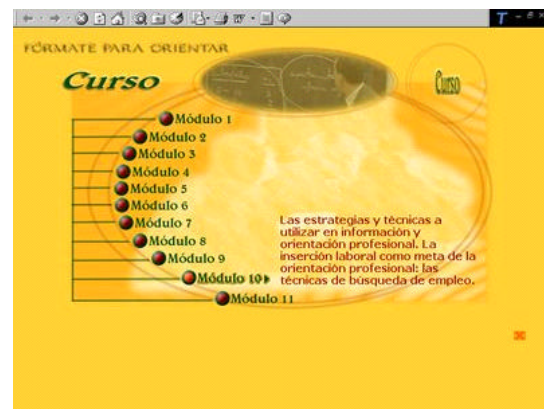 FÓRMATE PARA ORIENTAR
Curso
Curso
Módulo 1
Módulo 2
Módulo 3
Módulo 4
Módulo 5
Módulo 6
Módulo 7
Módulo 8
Módulo 9
Módulo 10
Módulo 11
Las estrategias y técnicas a
utilizar en información y
orientación profesional. La
inserción laboral como meta de la
orientación profesional: las
técnicas de búsqueda de empleo.